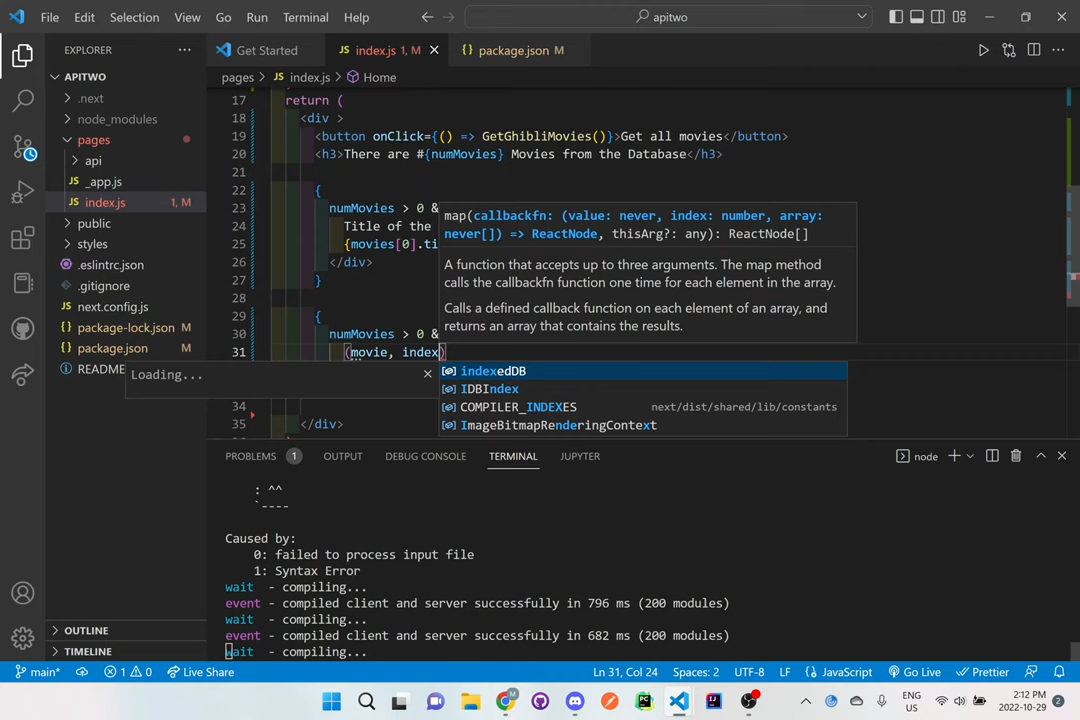 File Edit Selection View Go Run Terminal Help
apitwo
EXPLORER
Get Started
index.js 1, M
package.json M
APITWO
pages > index.js > Home
.next
node_modules
pages
api
_app.js
index.js 1, M
public
styles
.eslintrc.json
.gitignore
next.config.js
package-lock.json M
package.json M
README
17 return (
18 <div >
19 <button onClick={() => GetGhibliMovies()}>Get all movies</button>
20 <h3>There are #{numMovies} Movies from the Database</h3>
21
22 {
23 numMovies > 0 &
24 Title of the
25 {movies[0].ti
26 </div>
27 }
28
29 {
30 numMovies > 0 &
31 (movie, index)
34
35 </div>
map(callbackfn: (value: never, index: number, array:
never[]) => ReactNode, thisArg?: any): ReactNode[]
A function that accepts up to three arguments. The map method
calls the callbackfn function one time for each element in the array.
Calls a defined callback function on each element of an array, and
returns an array that contains the results.
Loading...
indexedDB
IDBIndex
COMPILER_INDEXES next/dist/shared/lib/constants
ImageBitmapRenderingContext
PROBLEMS 1 OUTPUT DEBUG CONSOLE TERMINAL JUPYTER
node
: ^^
`----
Caused by:
0: failed to process input file
1: Syntax Error
wait - compiling...
event - compiled client and server successfully in 796 ms (200 modules)
wait - compiling...
event - compiled client and server successfully in 682 ms (200 modules)
wait - compiling...
OUTLINE
TIMELINE
main* 1 0 Live Share
Ln 31, Col 24 Spaces: 2 UTF-8 LF {} JavaScript Go Live Prettier
ENG
US
2:12 PM
2022-10-29
2